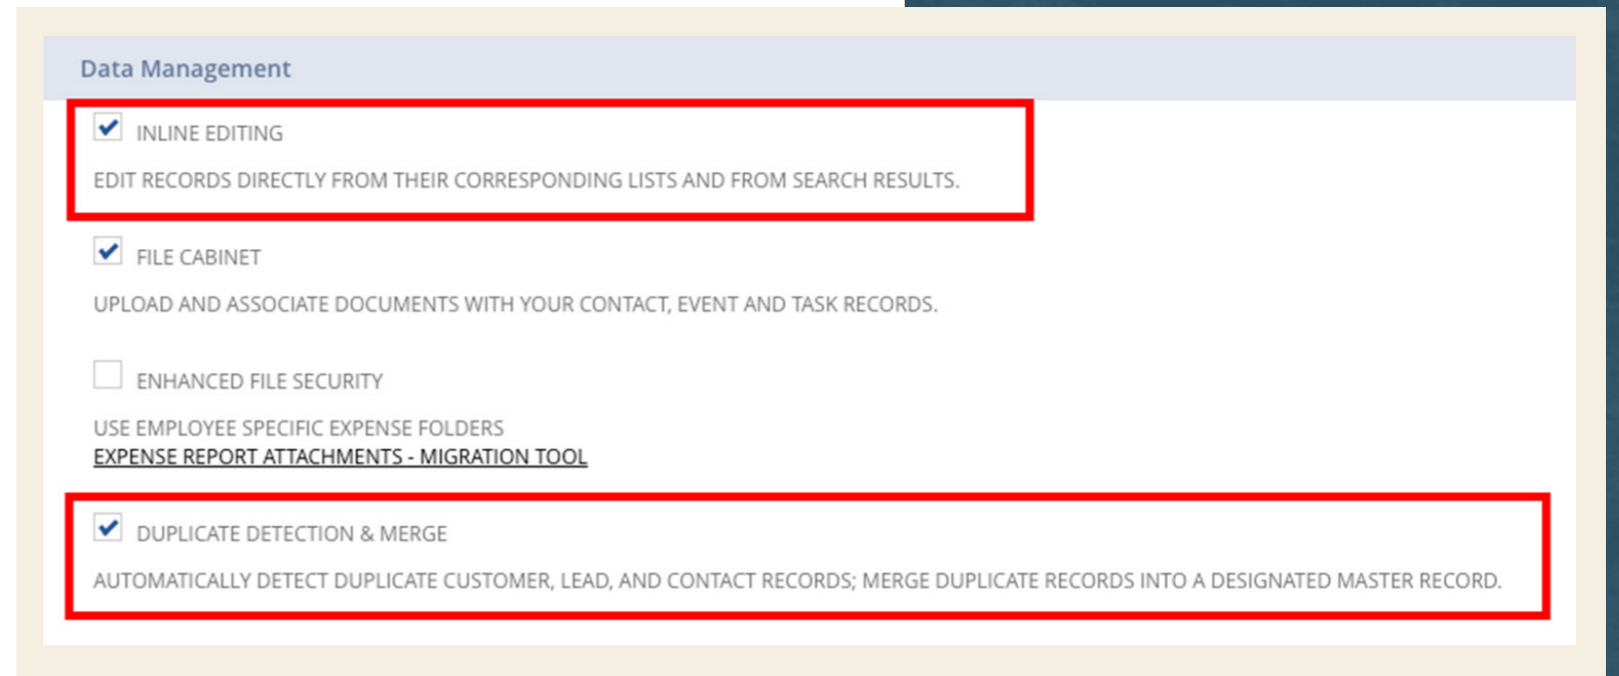 Data Management
INLINE EDITING
EDIT RECORDS DIRECTLY FROM THEIR CORRESPONDING LISTS AND FROM SEARCH RESULTS.
FILE CABINET
UPLOAD AND ASSOCIATE DOCUMENTS WITH YOUR CONTACT, EVENT AND TASK RECORDS.
ENHANCED FILE SECURITY
USE EMPLOYEE SPECIFIC EXPENSE FOLDERS
EXPENSE REPORT ATTACHMENTS - MIGRATION TOOL
DUPLICATE DETECTION & MERGE
AUTOMATICALLY DETECT DUPLICATE CUSTOMER, LEAD, AND CONTACT RECORDS; MERGE DUPLICATE RECORDS INTO A DESIGNATED MASTER RECORD.